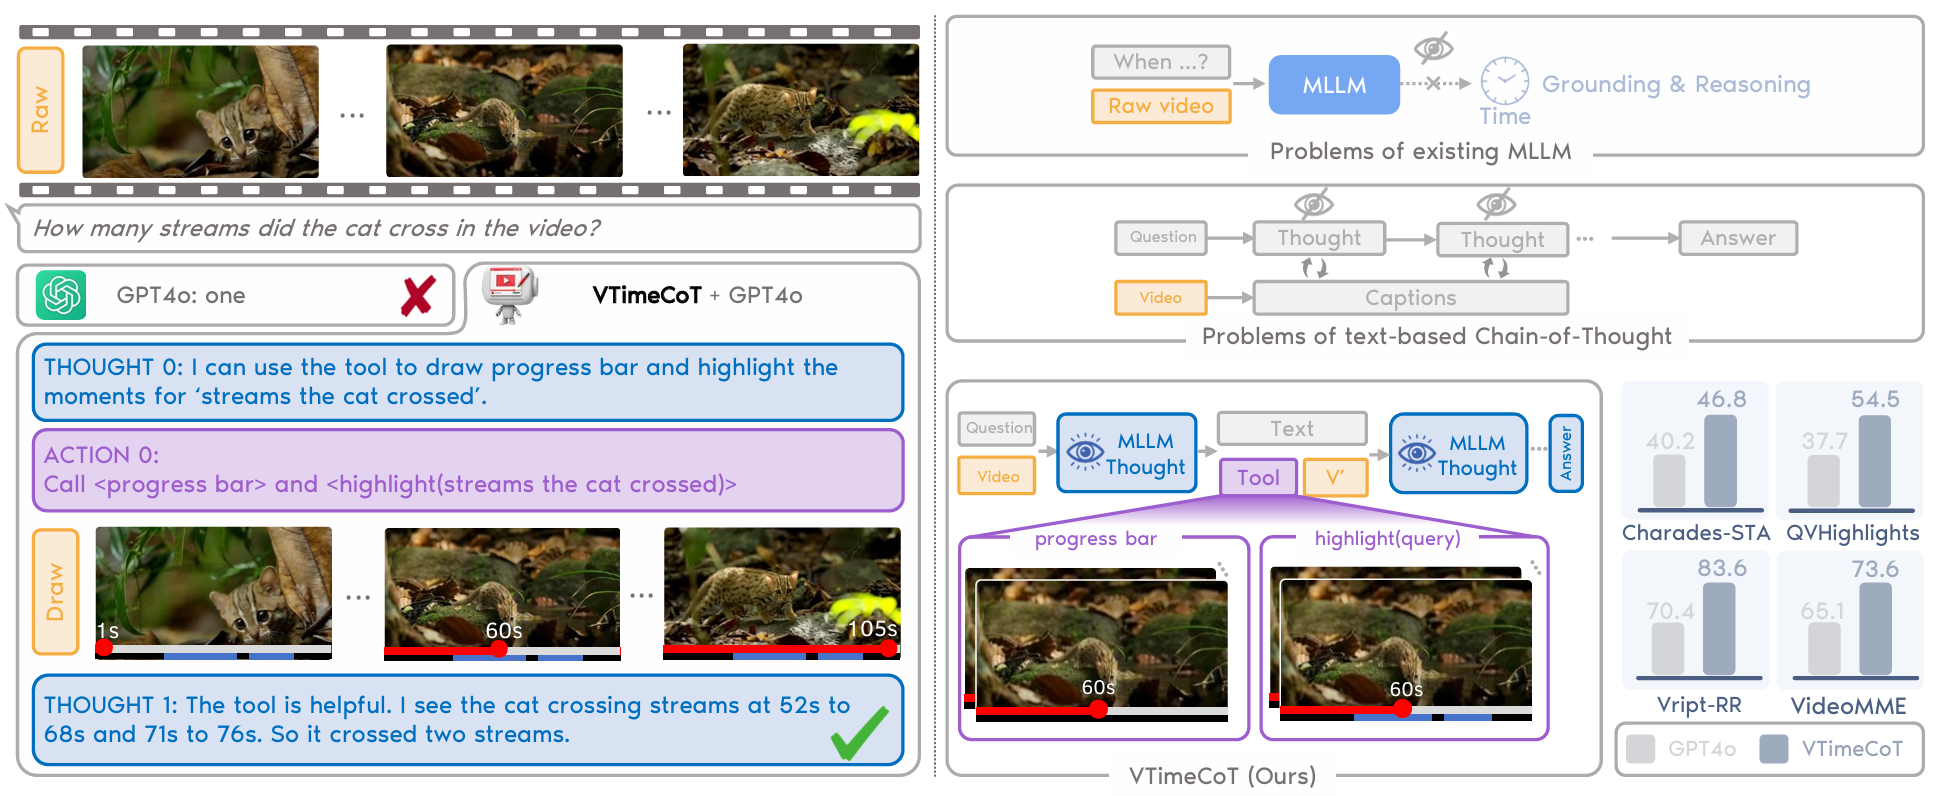 Raw
...
...
How many streams did the cat cross in the video?
GPT4o: one
VTimeCoT + GPT4o
THOUGHT 0: I can use the tool to draw progress bar and highlight the
moments for ‘streams the cat crossed’.
ACTION 0:
Call <progress bar> and <highlight(streams the cat crossed)>
Draw
1s
...
60s
...
105s
THOUGHT 1: The tool is helpful. I see the cat crossing streams at 52s to
68s and 71s to 76s. So it crossed two streams.
When ...?
Raw video
MLLM
Time
Grounding & Reasoning
Problems of existing MLLM
Question
Thought
Thought
...
Answer
Video
Captions
Problems of text-based Chain-of-Thought
Question
Video
MLLM
Thought
Text
Tool
V’
MLLM
Thought
...
Answer
progress bar
60s
highlight(query)
60s
VTimeCoT (Ours)
40.2
46.8
Charades-STA
37.7
54.5
QVHighlights
70.4
83.6
Vript-RR
65.1
73.6
VideoMME
GPT4o
VTimeCoT